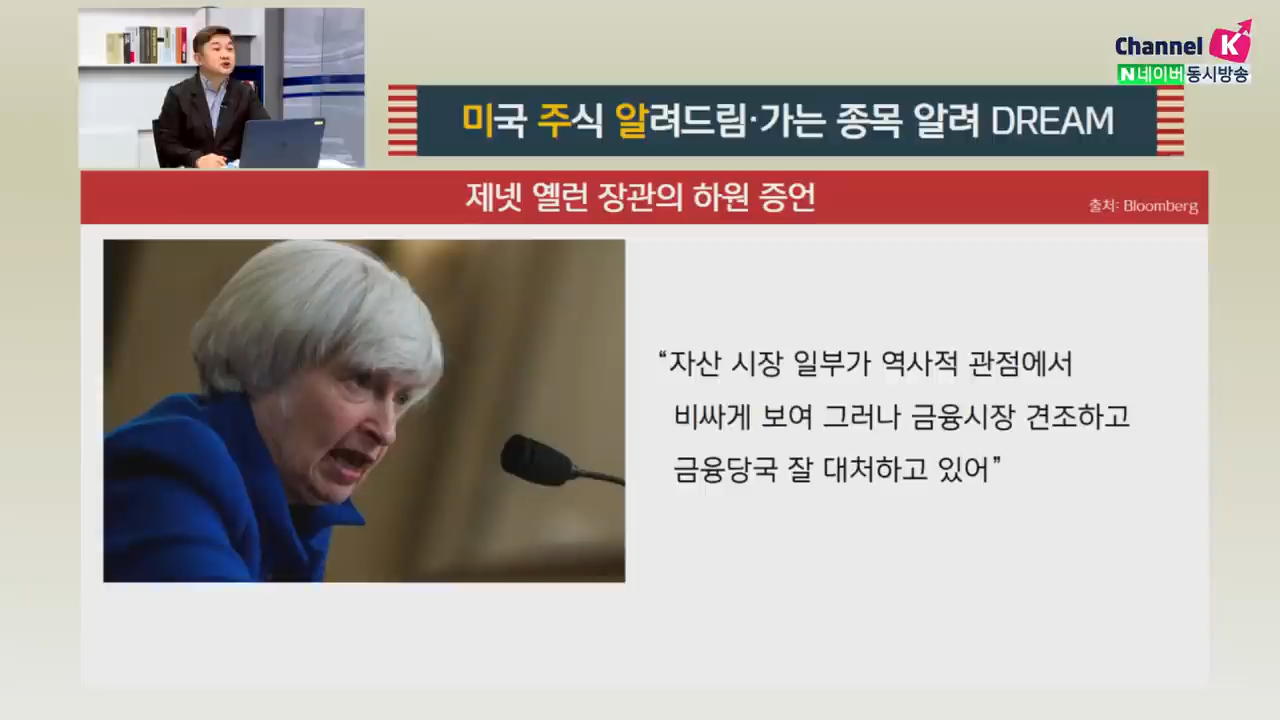 Channel K
N 네이버 동시방송
미국 주식 알려드림·가는 종목 알려 DREAM
제넷 옐런 장관의 하원 증언
출처: Bloomberg
“자산 시장 일부가 역사적 관점에서
비싸게 보여 그러나 금융시장 견조하고
금융당국 잘 대처하고 있어”